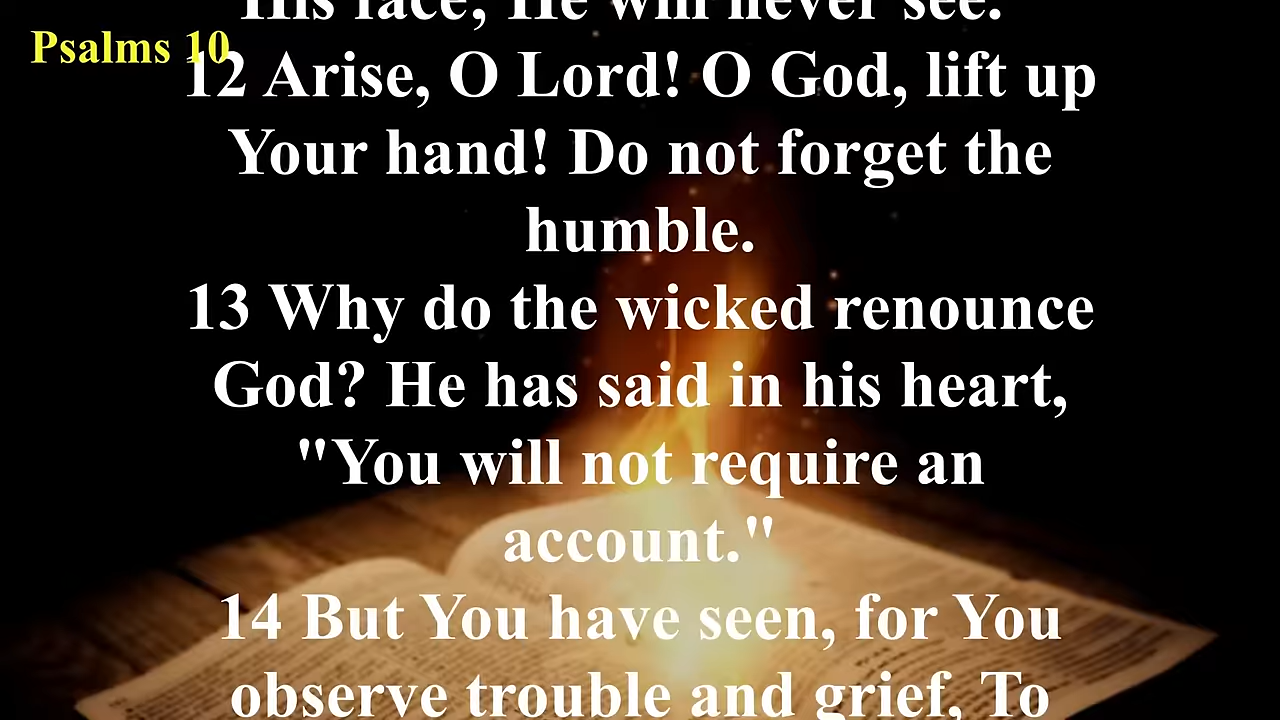 His face; He will never see."
Psalms 10
12 Arise, O Lord! O God, lift up
Your hand! Do not forget the
humble.
13 Why do the wicked renounce
God? He has said in his heart,
"You will not require an
account."
14 But You have seen, for You
observe trouble and grief, To